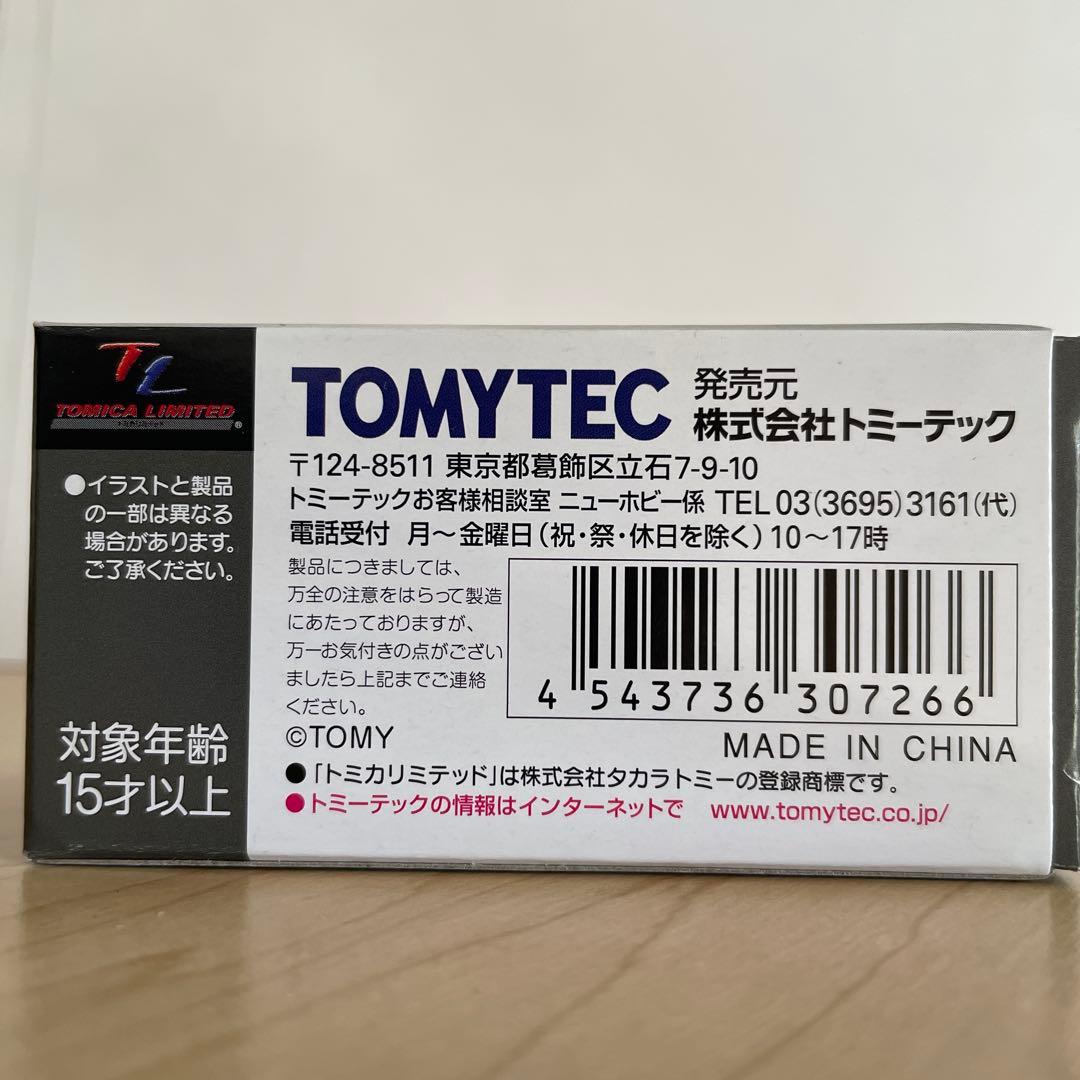 TL
TOMICA LIMITED
®
●イラストと製品
の一部は異なる
場合があります。
ご了承ください。
対象年齢
15才以上
TOMYTEC
発売元
株式会社トミーテック
〒124-8511 東京都葛飾区立石7-9-10
トミーテックお客様相談室 ニューホビー係 TEL 03(3695)3161(代)
電話受付 月～金曜日(祝・祭・休日を除く)10～17時
製品につきましては、
万全の注意をはらって製造
にあたっておりますが、
万一お気付きの点がござい
ましたら上記までご連絡
ください。
4 543736 307266
©TOMY
MADE IN CHINA
●「トミカリミテッド」は株式会社タカラトミーの登録商標です。
●トミーテックの情報はインターネットで www.tomytec.co.jp/